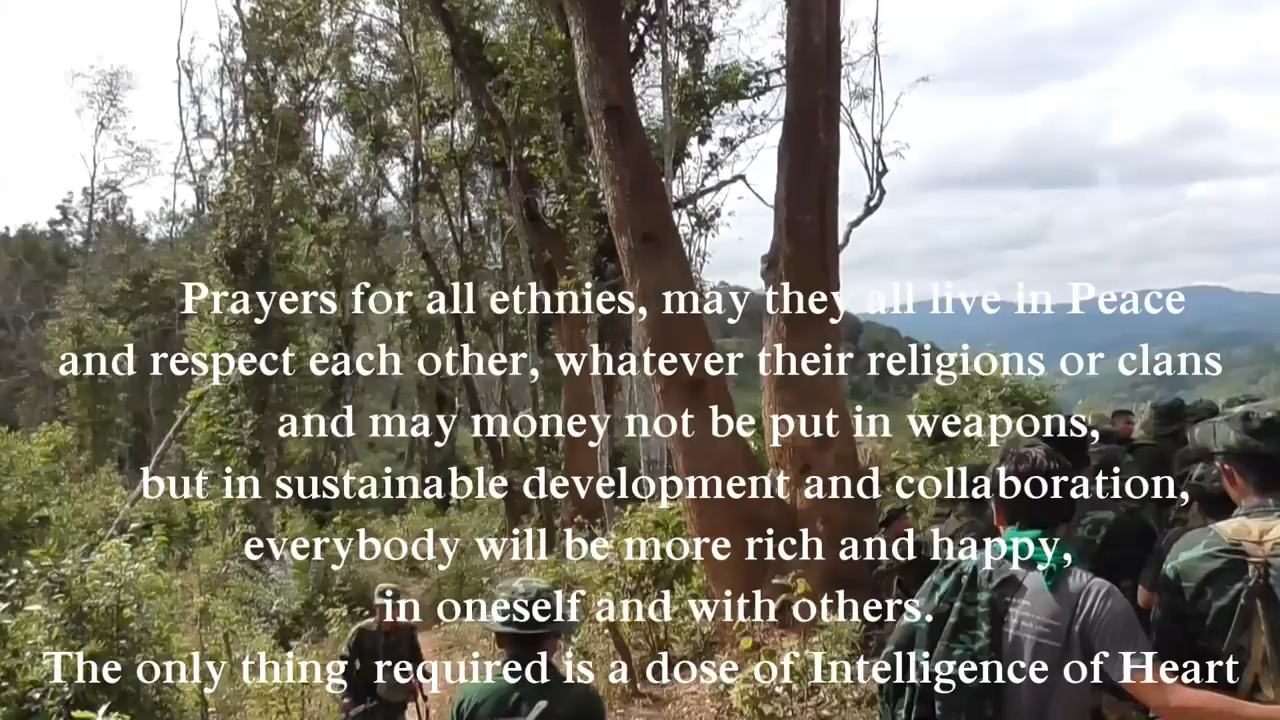 Prayers for all ethnies, may they all live in Peace
and respect each other, whatever their religions or clans
and may money not be put in weapons,
but in sustainable development and collaboration,
everybody will be more rich and happy,
in oneself and with others.
The only thing required is a dose of Intelligence of Heart